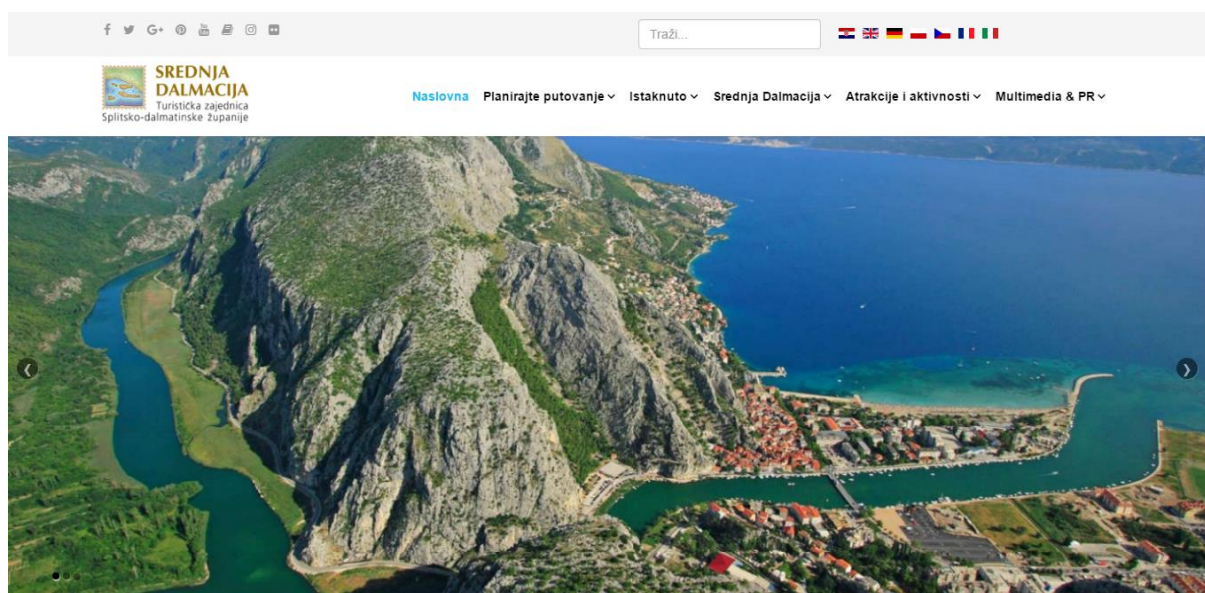 Traži...
SREDNJA
DALMACIJA
Turistička zajednica
Splitsko-dalmatinske županije
Naslovna Planirajte putovanje Istaknuto Srednja Dalmacija Atrakcije i aktivnosti Multimedia & PR